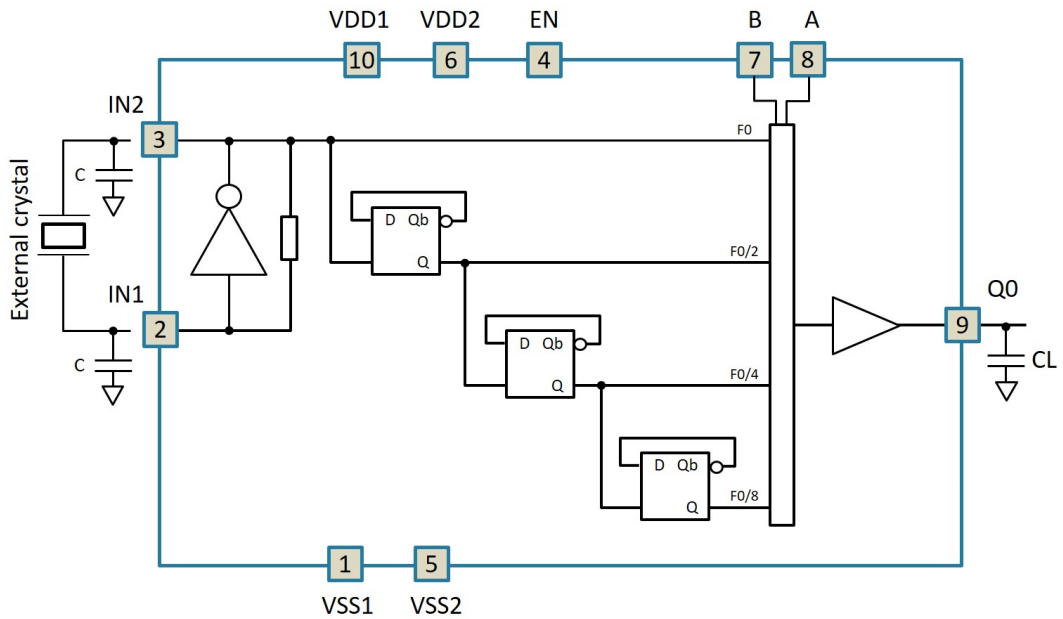 VDD1 VDD2 EN B A
10 6 4 7 8
IN2
3
F0
C
External crystal
D Qb
Q
F0/2
IN1
2
C
D Qb
Q
F0/4
Q0
9
CL
D Qb
Q
F0/8
1 5
VSS1 VSS2